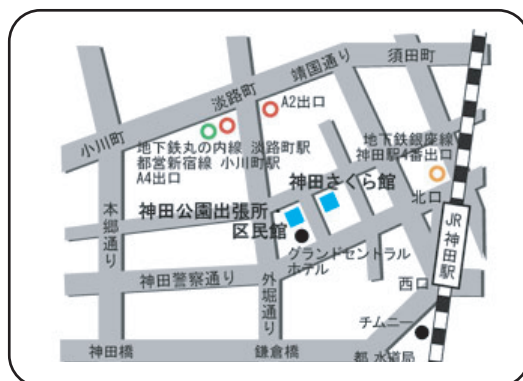 須田町
靖国通り
淡路町
A2出口
小川町
地下鉄丸の内線 淡路町駅
都営新宿線 小川町駅
A4出口
地下鉄銀座線
神田駅4番出口
神田さくら館
北口
本郷通り
神田公園出張所・
区民館
グランドセントラル
ホテル
JR神田駅
神田警察通り
外堀通り
西口
チムニー
神田橋
鎌倉橋
都 水道局